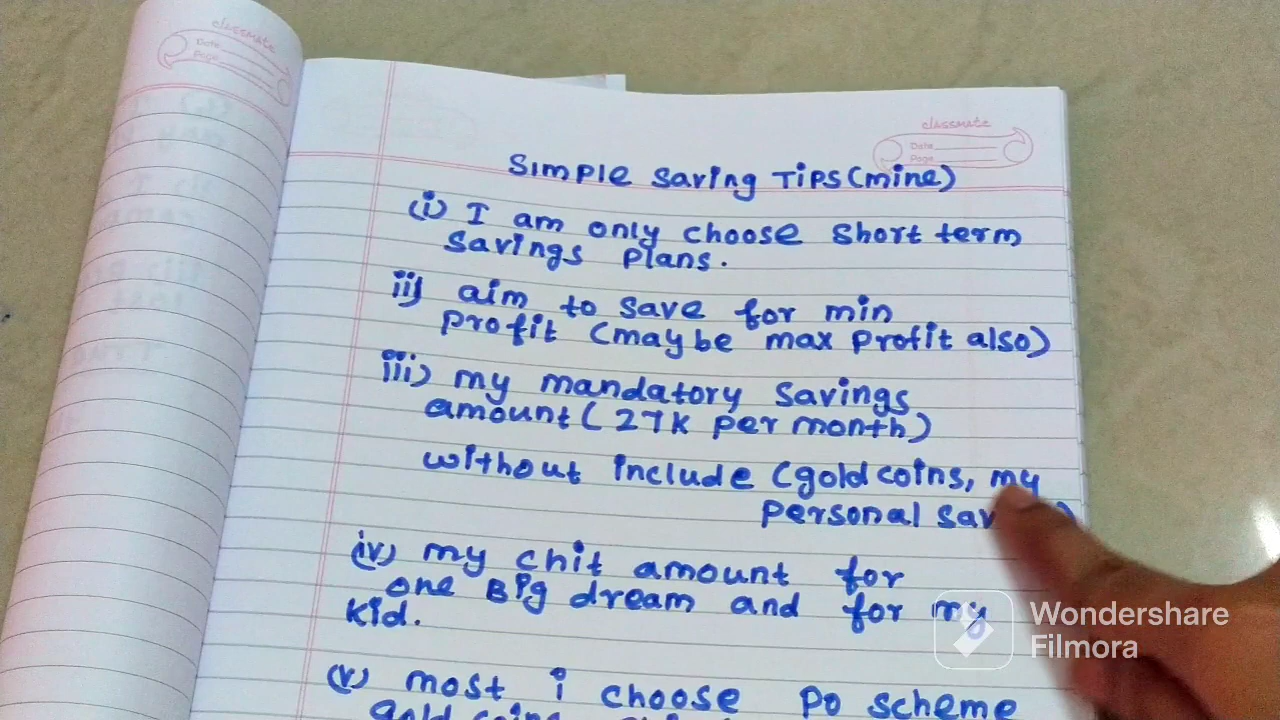 classmate
Date
Page
classmate
Date
Page
Simple Saving Tips (mine)
(i) I am only choose short term
savings plans.
ii) aim to save for min
profit (maybe max profit also)
iii) my mandatory savings
amount (27K per month)
without include (gold coins, my
personal
(iv) my chit amount for
one Big dream and for my
kid.
(v) most i choose Po scheme
gold coins
Wondershare
Filmora